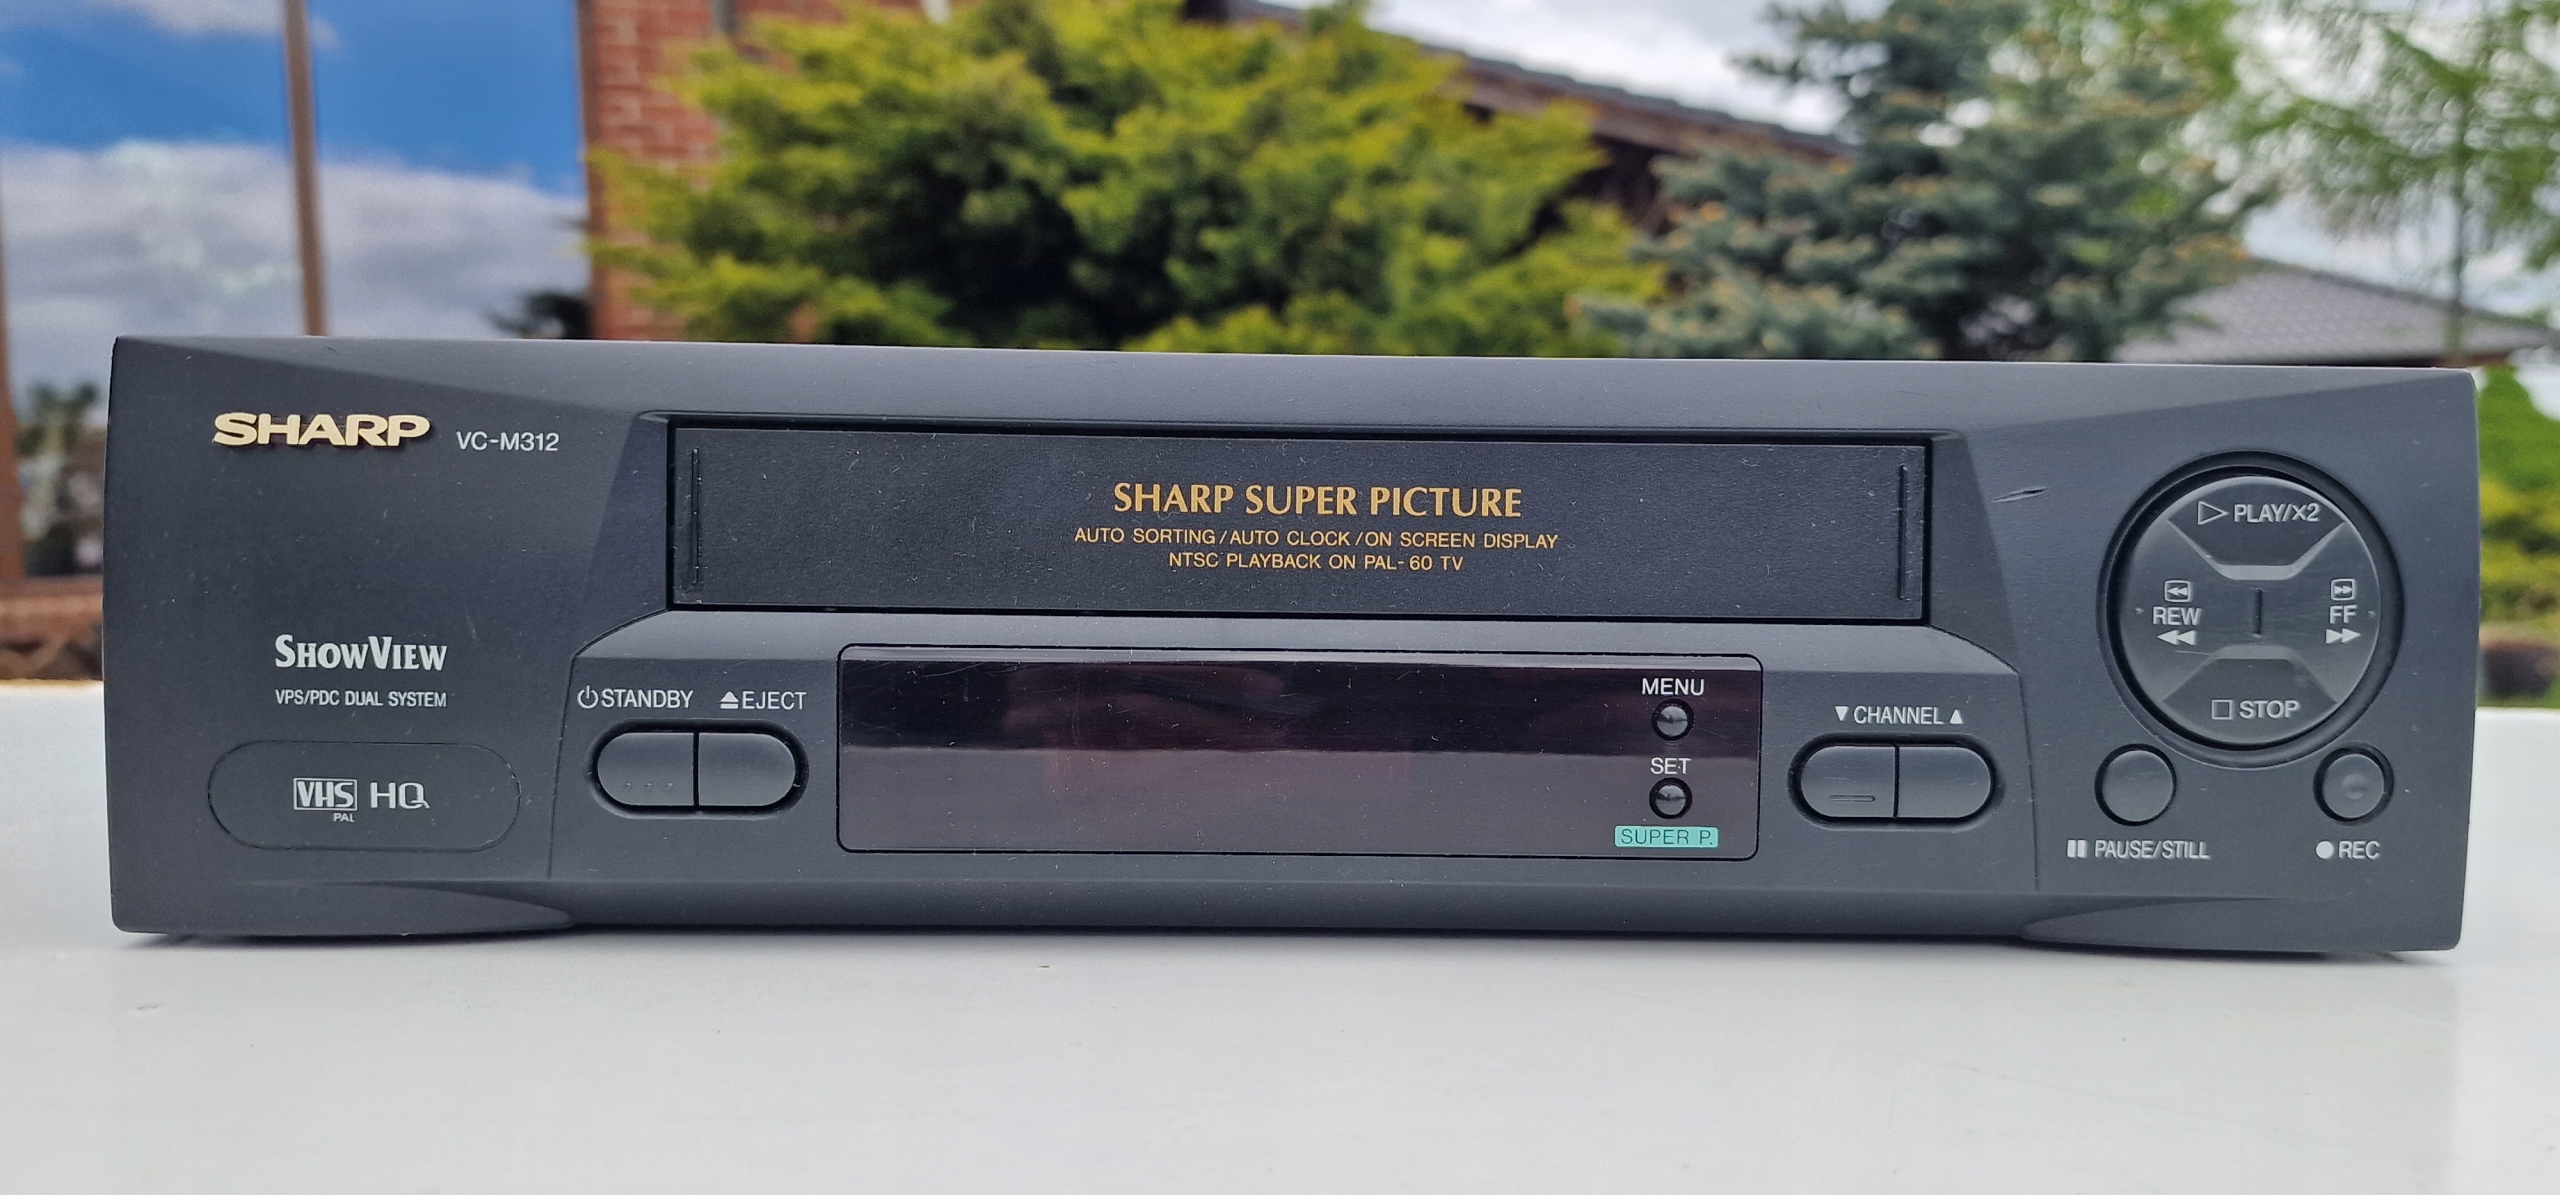 SHARP VC-M312
SHARP SUPER PICTURE
AUTO SORTING/AUTO CLOCK/ON SCREEN DISPLAY
NTSC PLAYBACK ON PAL-60 TV
SHOWVIEW
VPS/PDC DUAL SYSTEM
VHS HQ
PAL
STANDBY EJECT
MENU
SET
SUPER P.
CHANNEL
PLAY/X2
REW
FF
STOP
PAUSE/STILL
REC